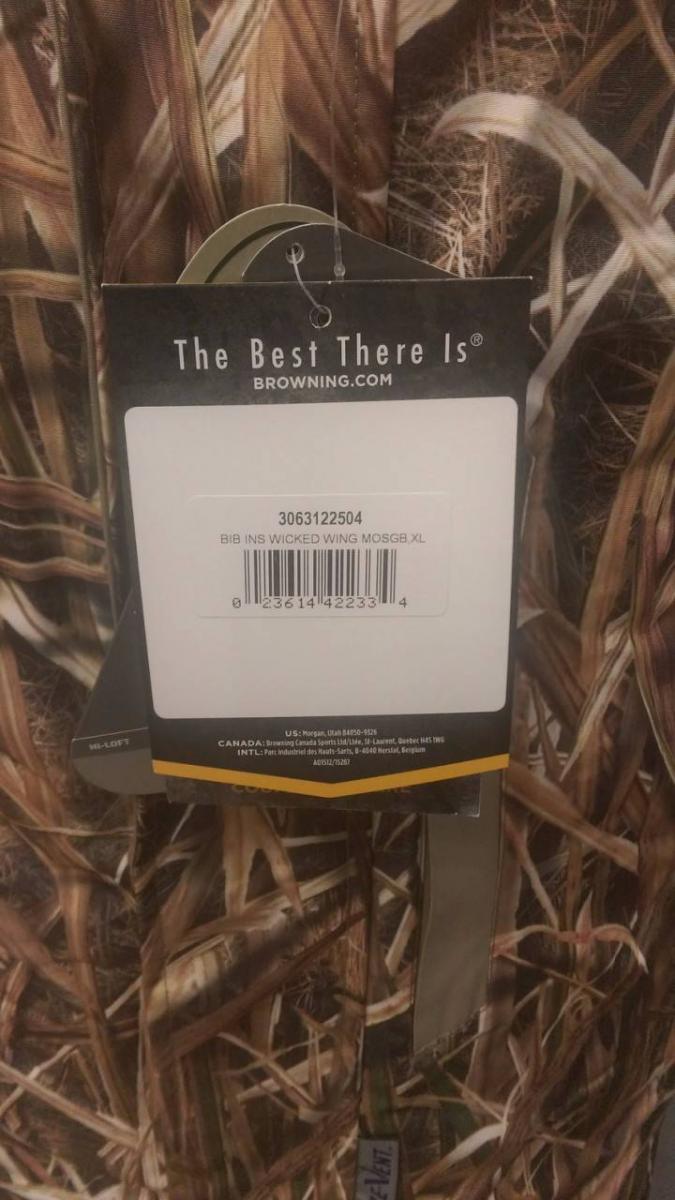 The Best There Is®
BROWNING.COM
3063122504
BIB INS WICKED WING MOSGB,XL
0 23614 42233 4
US: Morgan, Utah 84050-9326
CANADA: Browning Canada Sports Ltd/Ltée, St-Laurent, Quebec H4S 1W6
INTL: Parc Industriel des Hauts-Sarts, B-4040 Herstal, Belgium
A01512/15267
HI-LOFT